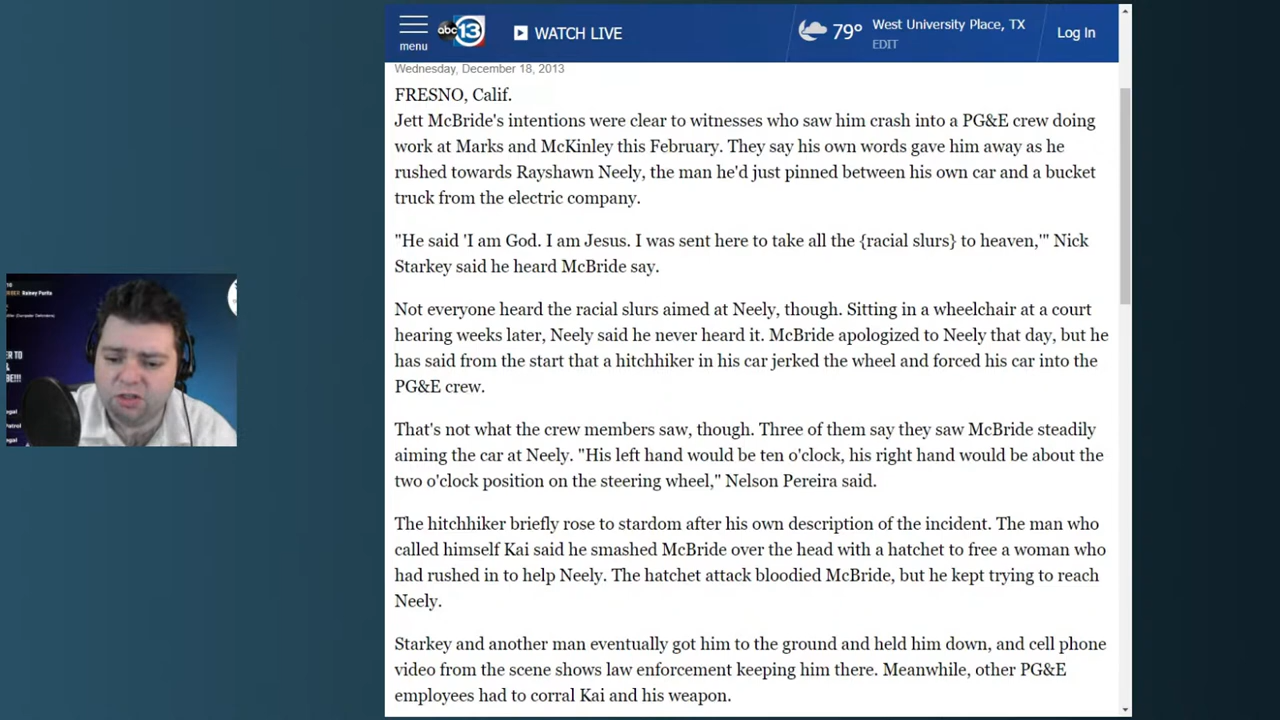 menu
abc 13
WATCH LIVE
79°
West University Place, TX
EDIT
Log In
Wednesday, December 18, 2013
FRESNO, Calif.
Jett McBride's intentions were clear to witnesses who saw him crash into a PG&E crew doing
work at Marks and McKinley this February. They say his own words gave him away as he
rushed towards Rayshawn Neely, the man he'd just pinned between his own car and a bucket
truck from the electric company.
"He said 'I am God. I am Jesus. I was sent here to take all the {racial slurs} to heaven,'" Nick
Starkey said he heard McBride say.
Not everyone heard the racial slurs aimed at Neely, though. Sitting in a wheelchair at a court
hearing weeks later, Neely said he never heard it. McBride apologized to Neely that day, but he
has said from the start that a hitchhiker in his car jerked the wheel and forced his car into the
PG&E crew.
That's not what the crew members saw, though. Three of them say they saw McBride steadily
aiming the car at Neely. "His left hand would be ten o'clock, his right hand would be about the
two o'clock position on the steering wheel," Nelson Pereira said.
The hitchhiker briefly rose to stardom after his own description of the incident. The man who
called himself Kai said he smashed McBride over the head with a hatchet to free a woman who
had rushed in to help Neely. The hatchet attack bloodied McBride, but he kept trying to reach
Neely.
Starkey and another man eventually got him to the ground and held him down, and cell phone
video from the scene shows law enforcement keeping him there. Meanwhile, other PG&E
employees had to corral Kai and his weapon.